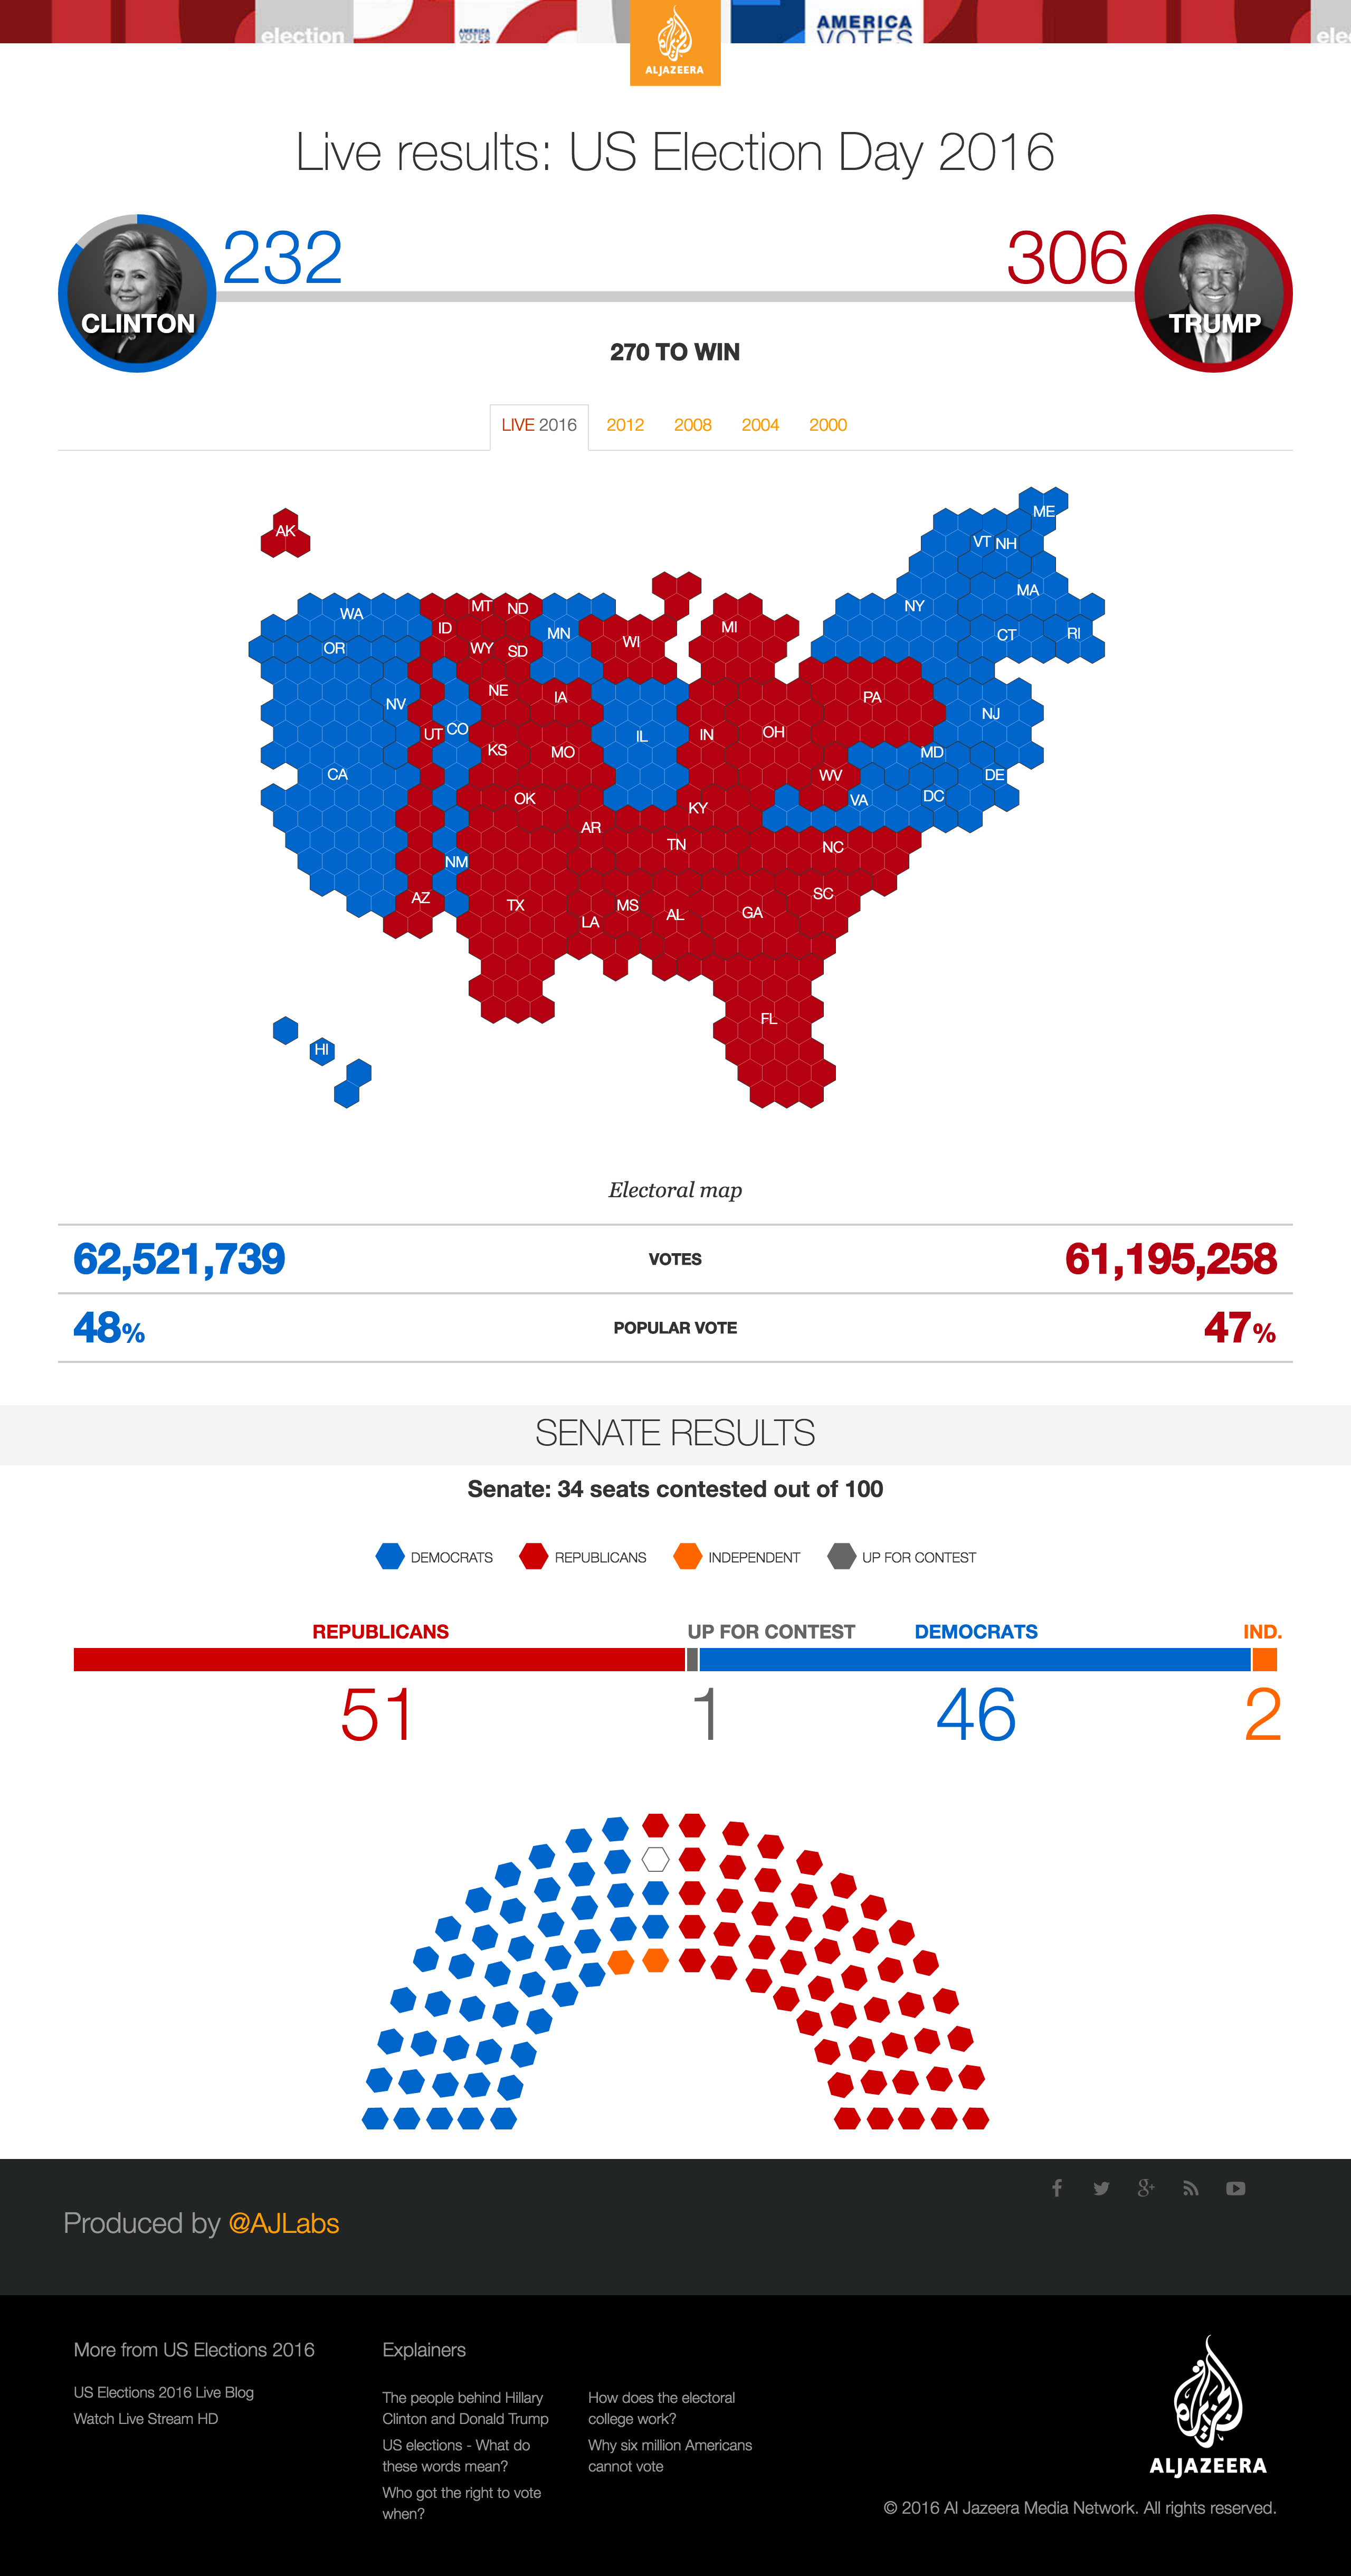 election
AMERICA
VOTES
ALJAZEERA
AMERICA
VOTES
ele
Live results: US Election Day 2016
232
306
CLINTON
TRUMP
270 TO WIN
LIVE 2016 2012 2008 2004 2000
ME
AK
VT NH
MA
WA
MT ND
NY
ID
MN
MI
CT
RI
OR
WY SD
WI
NE
IA
PA
NV
NJ
UT CO
IL
IN
OH
KS
MO
MD
CA
WV
DE
OK
KY
VA
DC
AR
TN
NC
NM
AZ
TX
MS
SC
LA
AL
GA
FL
HI
Electoral map
62,521,739 VOTES 61,195,258
48% POPULAR VOTE 47%
SENATE RESULTS
Senate: 34 seats contested out of 100
DEMOCRATS REPUBLICANS INDEPENDENT UP FOR CONTEST
REPUBLICANS UP FOR CONTEST DEMOCRATS IND.
51 1 46 2
Produced by @AJLabs
More from US Elections 2016
US Elections 2016 Live Blog
Watch Live Stream HD
Explainers
The people behind Hillary
Clinton and Donald Trump
US elections - What do
these words mean?
Who got the right to vote
when?
How does the electoral
college work?
Why six million Americans
cannot vote
ALJAZEERA
© 2016 Al Jazeera Media Network. All rights reserved.